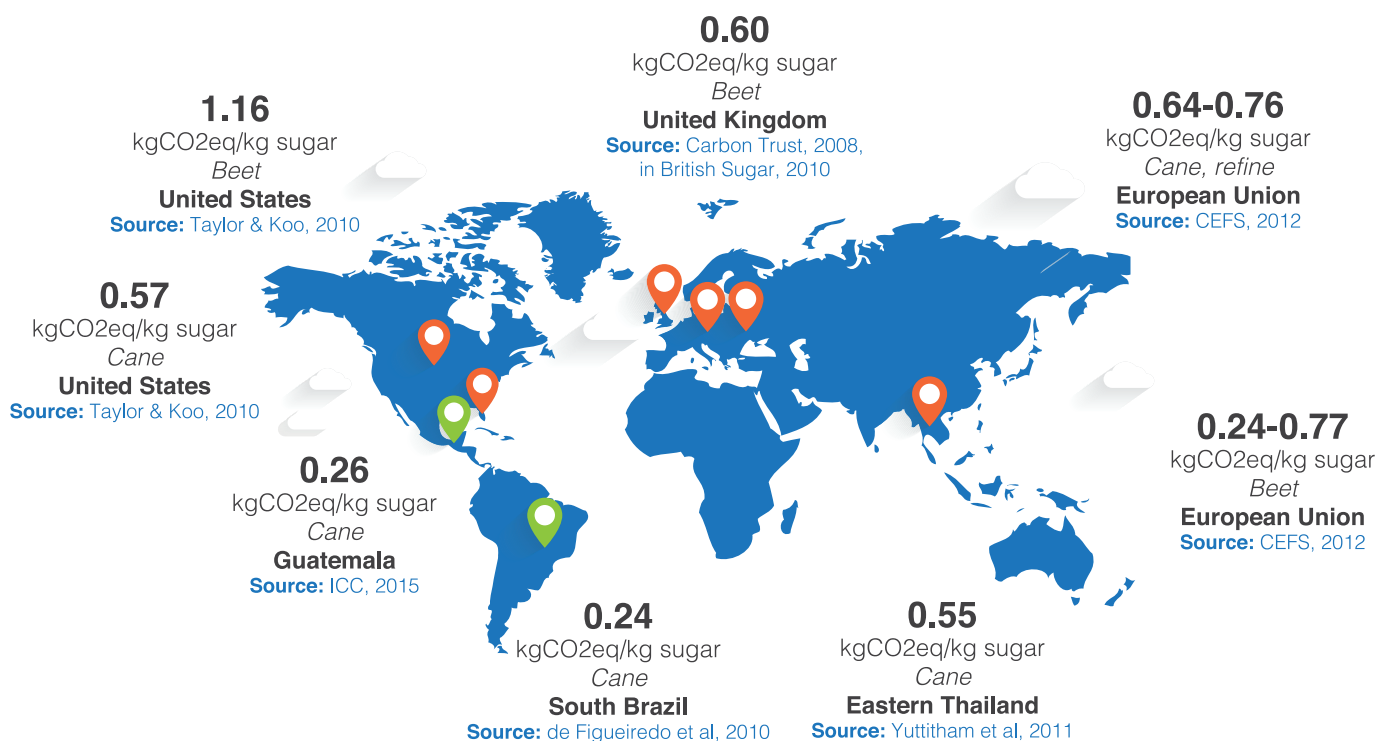 0.60
kgCO2eq/kg sugar
Beet
United Kingdom
Source: Carbon Trust, 2008,
in British Sugar, 2010
1.16
kgCO2eq/kg sugar
Beet
United States
Source: Taylor & Koo, 2010
0.64-0.76
kgCO2eq/kg sugar
Cane, refine
European Union
Source: CEFS, 2012
0.57
kgCO2eq/kg sugar
Cane
United States
Source: Taylor & Koo, 2010
0.24-0.77
kgCO2eq/kg sugar
Beet
European Union
Source: CEFS, 2012
0.26
kgCO2eq/kg sugar
Cane
Guatemala
Source: ICC, 2015
0.24
kgCO2eq/kg sugar
Cane
South Brazil
Source: de Figueiredo et al, 2010
0.55
kgCO2eq/kg sugar
Cane
Eastern Thailand
Source: Yuttitham et al, 2011